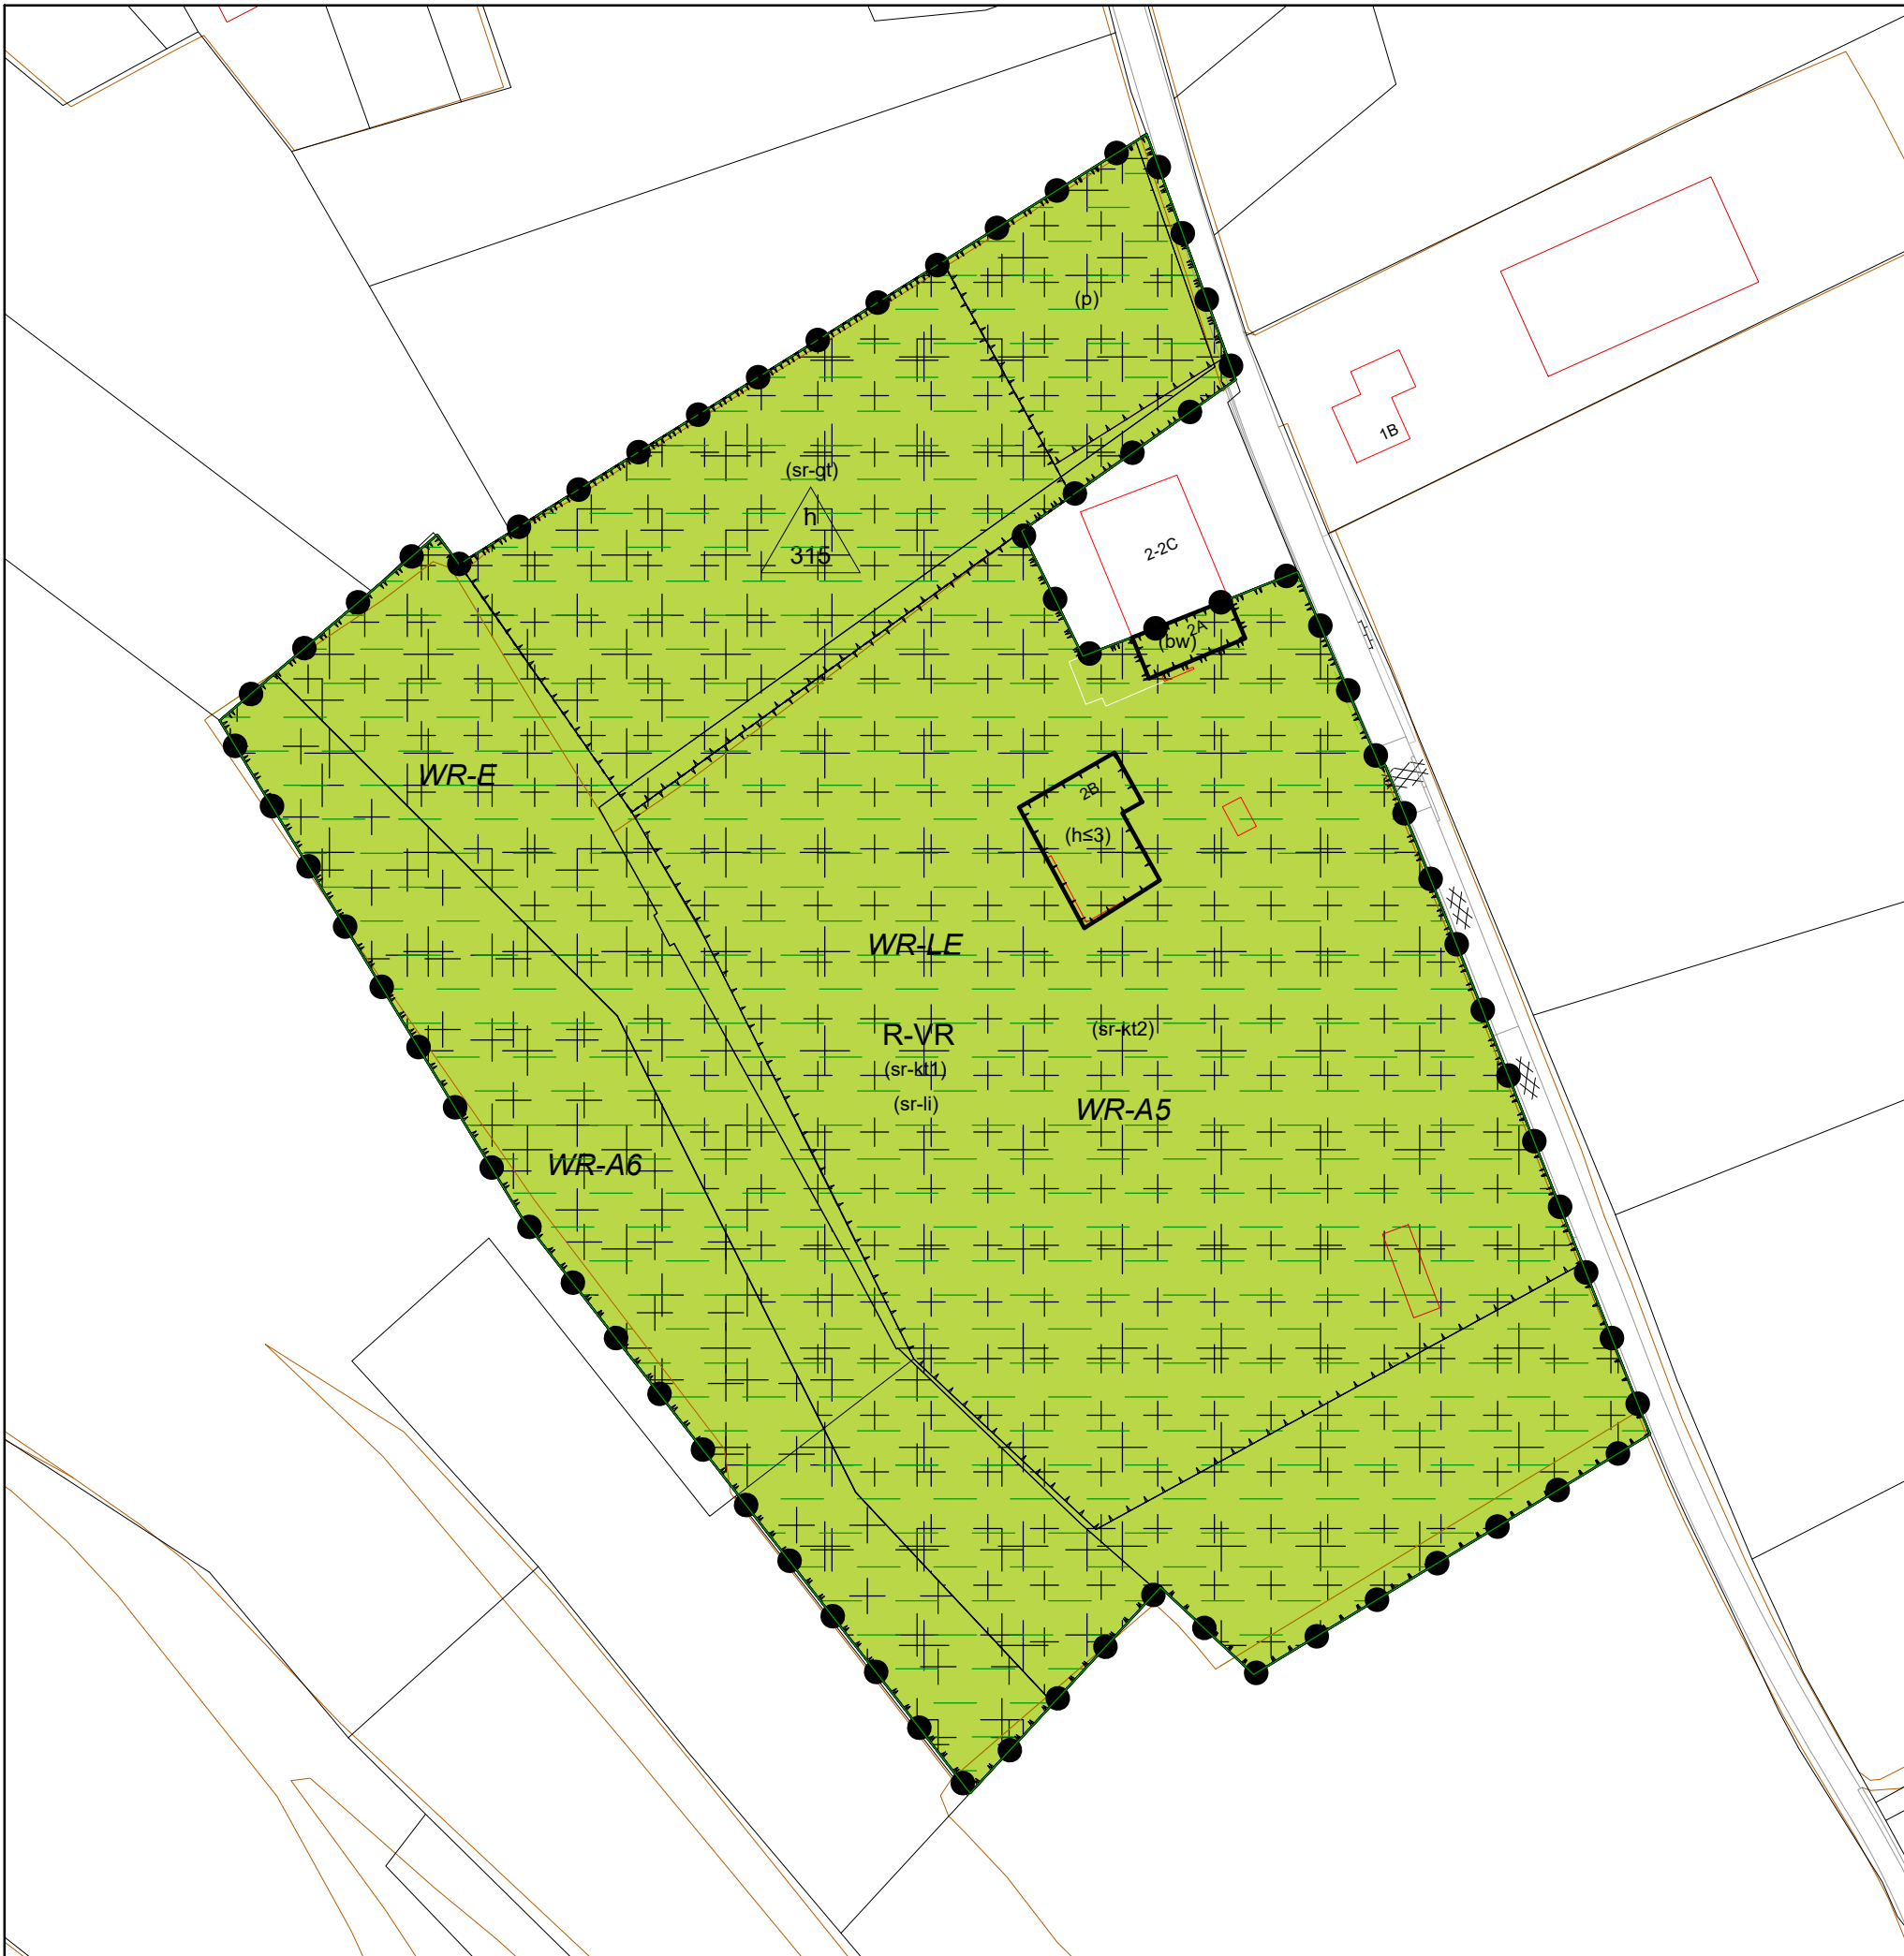 (p)
1B
(sr-gt)
h
315
2-2C
2A
(bw)
WR-E
2B
(h≤3)
WR-LE
R-VR
(sr-kt2)
(sr-kt1)
(sr-li)
WR-A5
WR-A6